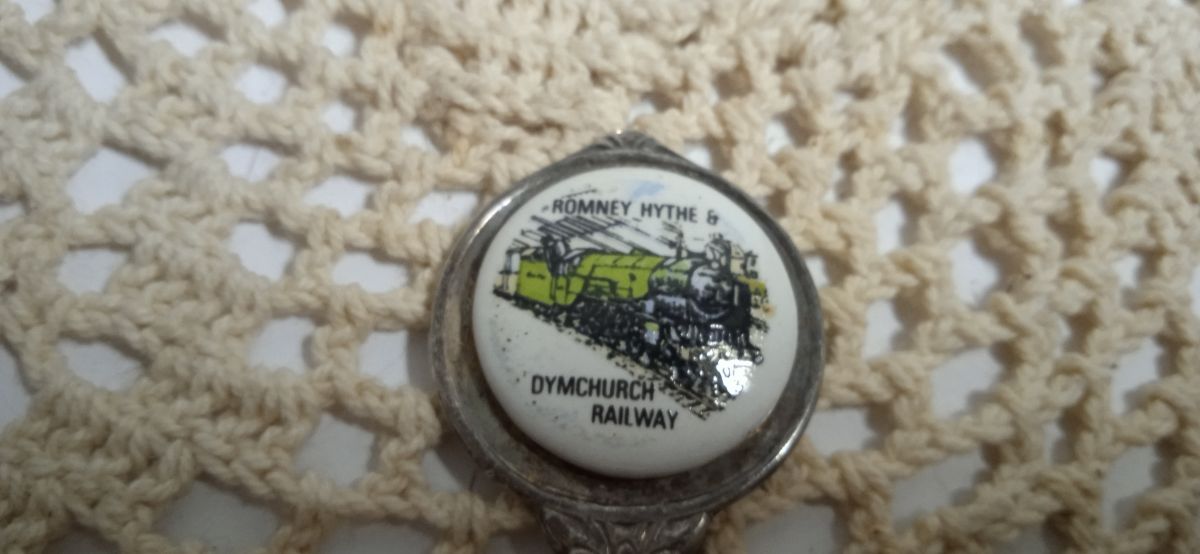 ROMNEY HYTHE &
DYMCHURCH
RAILWAY